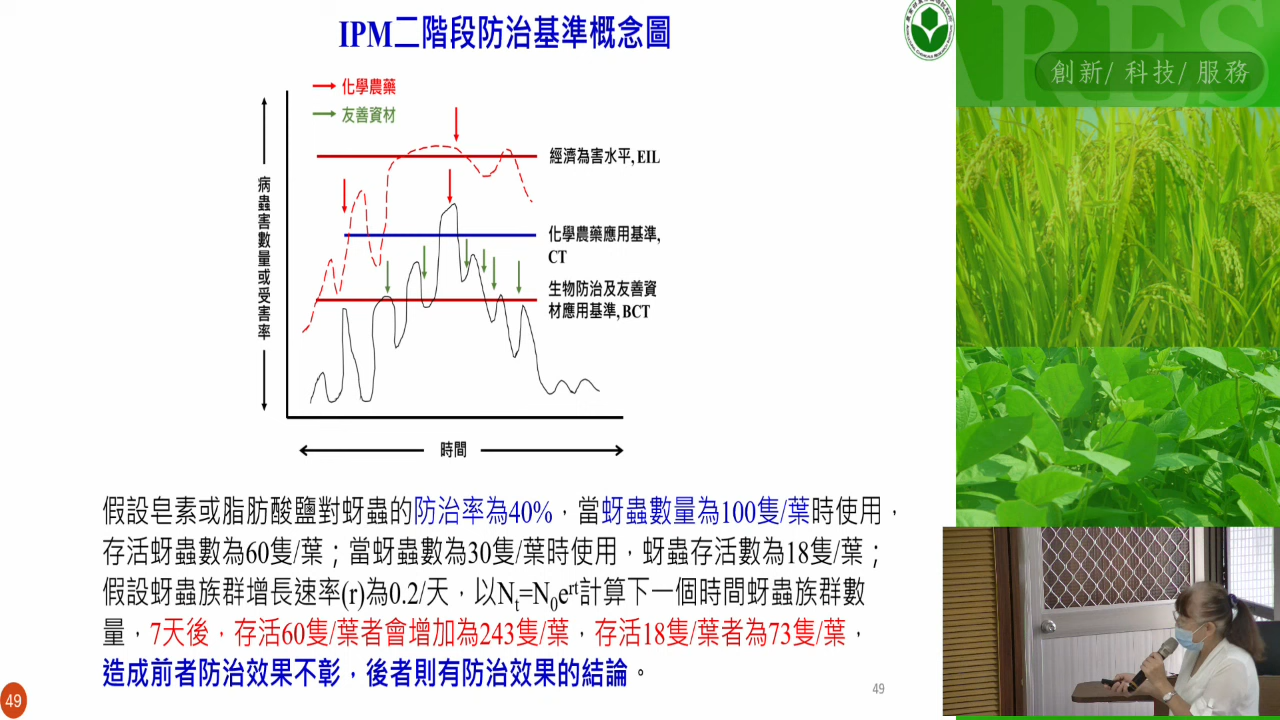 IPM二階段防治基準概念圖
ARES
創新/ 科技/ 服務
化學農藥
友善資材
經濟為害水平, EIL
病蟲害數量或受害率
化學農藥應用基準,
CT
生物防治及友善資
材應用基準, BCT
時間
假設皂素或脂肪酸鹽對蚜蟲的防治率為40%，當蚜蟲數量為100隻/葉時使用，
存活蚜蟲數為60隻/葉；當蚜蟲數為30隻/葉時使用，蚜蟲存活數為18隻/葉；
假設蚜蟲族群增長速率(r)為0.2/天，以Nt=N0ert計算下一個時間蚜蟲族群數
量，7天後，存活60隻/葉者會增加為243隻/葉，存活18隻/葉者為73隻/葉，
造成前者防治效果不彰，後者則有防治效果的結論。
49
49